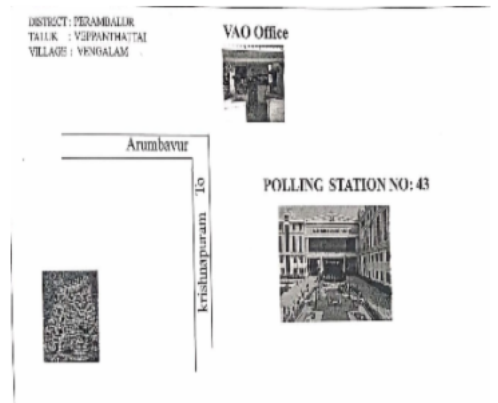 DISTRICT: PERAMBALUR
TALUK : VEPPANTHATTAI
VILLAGE : VENGALAM
VAO Office
Arumbavur
krishnapuram To
POLLING STATION NO: 43